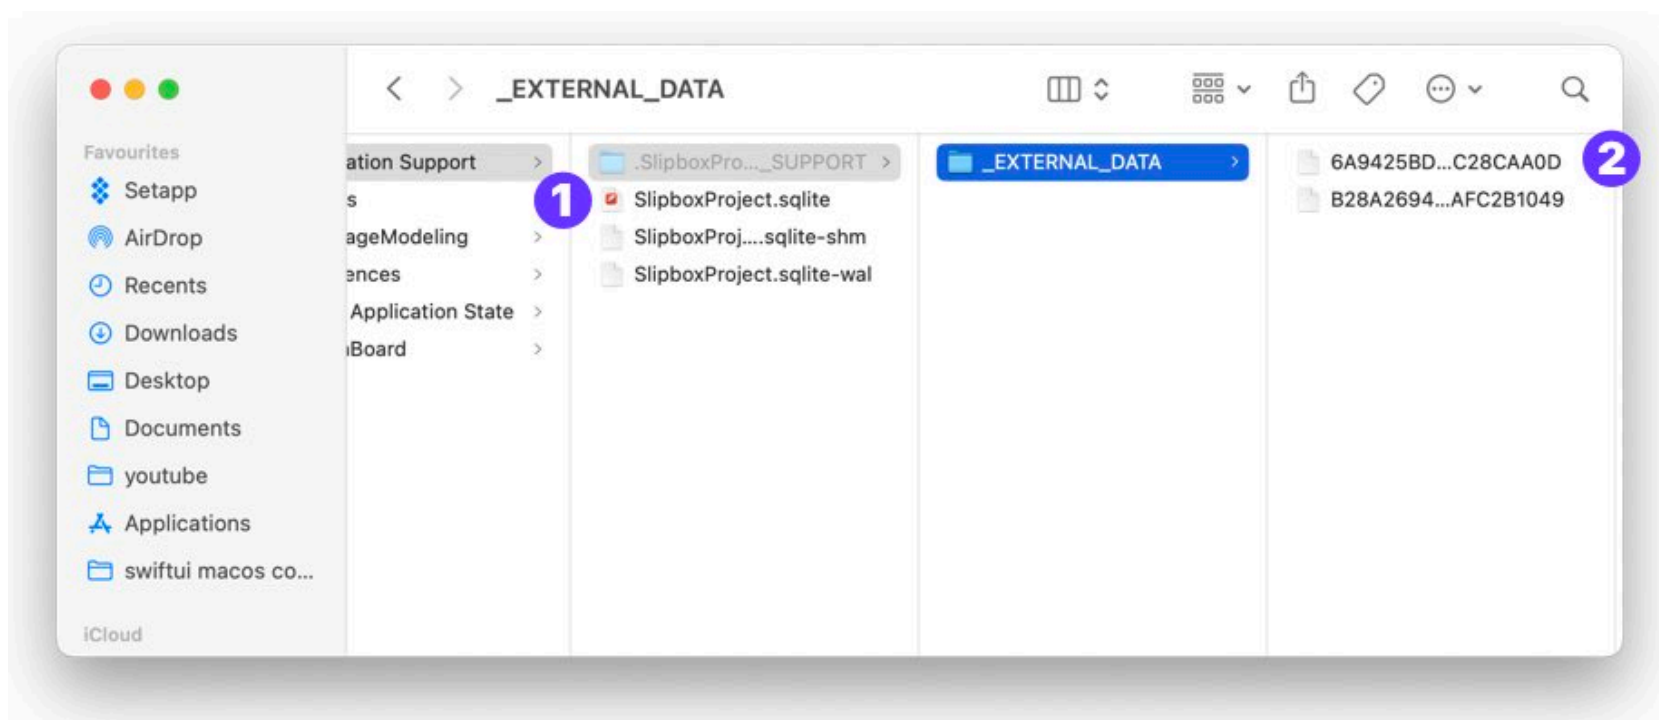 _EXTERNAL_DATA
Favourites
Setapp
AirDrop
Recents
Downloads
Desktop
Documents
youtube
Applications
swiftui macos co...
iCloud
ation Support
s
ageModeling
ences
Application State
Board
1
.SlipboxPro..._SUPPORT
SlipboxProject.sqlite
SlipboxProj....sqlite-shm
SlipboxProject.sqlite-wal
_EXTERNAL_DATA
6A9425BD...C28CAA0D
B28A2694...AFC2B1049
2